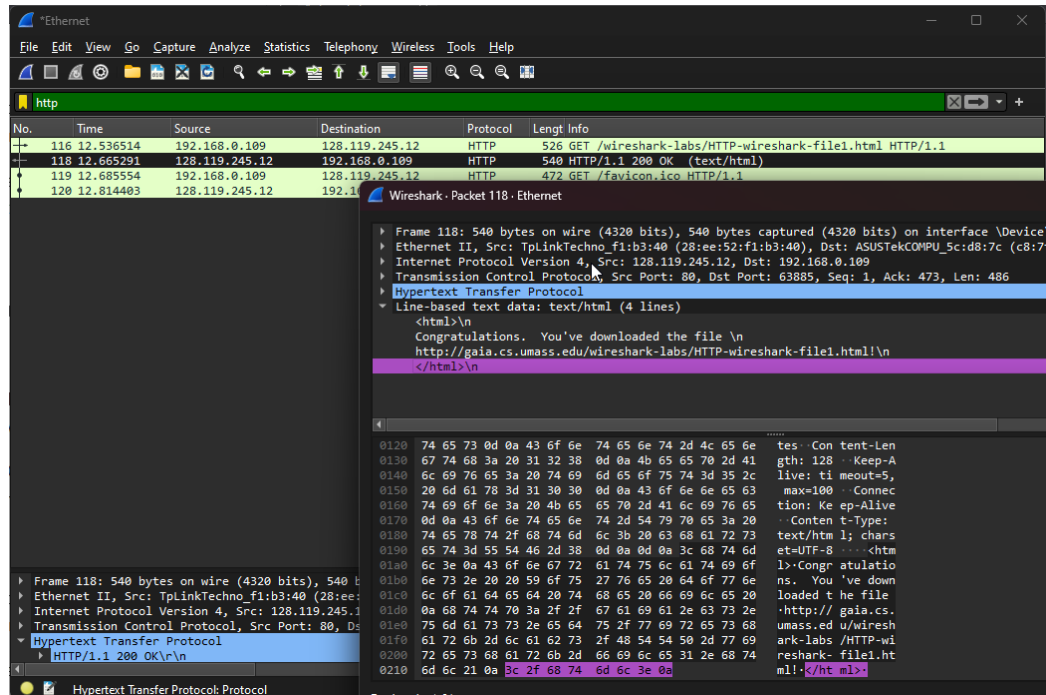 *Ethernet
File Edit View Go Capture Analyze Statistics Telephony Wireless Tools Help
http
No. Time Source Destination Protocol Lengt Info
116 12.536514 192.168.0.109 128.119.245.12 HTTP 526 GET /wireshark-labs/HTTP-wireshark-file1.html HTTP/1.1
118 12.665291 128.119.245.12 192.168.0.109 HTTP 540 HTTP/1.1 200 OK (text/html)
119 12.685554 192.168.0.109 128.119.245.12 HTTP 472 GET /favicon.ico HTTP/1.1
120 12.814403 128.119.245.12 192.16
Wireshark · Packet 118 · Ethernet
Frame 118: 540 bytes on wire (4320 bits), 540 bytes captured (4320 bits) on interface \Device
Ethernet II, Src: TpLinkTechno_f1:b3:40 (28:ee:52:f1:b3:40), Dst: ASUSTekCOMPU_5c:d8:7c (c8:7
Internet Protocol Version 4, Src: 128.119.245.12, Dst: 192.168.0.109
Transmission Control Protocol, Src Port: 80, Dst Port: 63885, Seq: 1, Ack: 473, Len: 486
Hypertext Transfer Protocol
Line-based text data: text/html (4 lines)
<html>\n
Congratulations.  You've downloaded the file \n
http://gaia.cs.umass.edu/wireshark-labs/HTTP-wireshark-file1.html!\n
</html>\n
0120 74 65 73 0d 0a 43 6f 6e 74 65 6e 74 2d 4c 65 6e tes··Con tent-Len
0130 67 74 68 3a 20 31 32 38 0d 0a 4b 65 65 70 2d 41 gth: 128 ··Keep-A
0140 6c 69 76 65 3a 20 74 69 6d 65 6f 75 74 3d 35 2c live: ti meout=5,
0150 20 6d 61 78 3d 31 30 30 0d 0a 43 6f 6e 6e 65 63 max=100 ··Connec
0160 74 69 6f 6e 3a 20 4b 65 65 70 2d 41 6c 69 76 65 tion: Ke ep-Alive
0170 0d 0a 43 6f 6e 74 65 6e 74 2d 54 79 70 65 3a 20 ··Conten t-Type:
0180 74 65 78 74 2f 68 74 6d 6c 3b 20 63 68 61 72 73 text/htm l; chars
0190 65 74 3d 55 54 46 2d 38 0d 0a 0d 0a 3c 68 74 6d et=UTF-8 ····<htm
01a0 6c 3e 0a 43 6f 6e 67 72 61 74 75 6c 61 74 69 6f l>·Congr atulatio
01b0 6e 73 2e 20 20 59 6f 75 27 76 65 20 64 6f 77 6e ns.  You 've down
01c0 6c 6f 61 64 65 64 20 74 68 65 20 66 69 6c 65 20 loaded t he file
01d0 0a 68 74 74 70 3a 2f 2f 67 61 69 61 2e 63 73 2e ·http:// gaia.cs.
01e0 75 6d 61 73 73 2e 65 64 75 2f 77 69 72 65 73 68 umass.ed u/wiresh
01f0 61 72 6b 2d 6c 61 62 73 2f 48 54 54 50 2d 77 69 ark-labs /HTTP-wi
0200 72 65 73 68 61 72 6b 2d 66 69 6c 65 31 2e 68 74 reshark- file1.ht
0210 6d 6c 21 0a 3c 2f 68 74 6d 6c 3e 0a ml!·</ht ml>·
Frame 118: 540 bytes on wire (4320 bits), 540 b
Ethernet II, Src: TpLinkTechno_f1:b3:40 (28:ee:
Internet Protocol Version 4, Src: 128.119.245.1
Transmission Control Protocol, Src Port: 80, Ds
Hypertext Transfer Protocol
HTTP/1.1 200 OK\r\n
Hypertext Transfer Protocol: Protocol